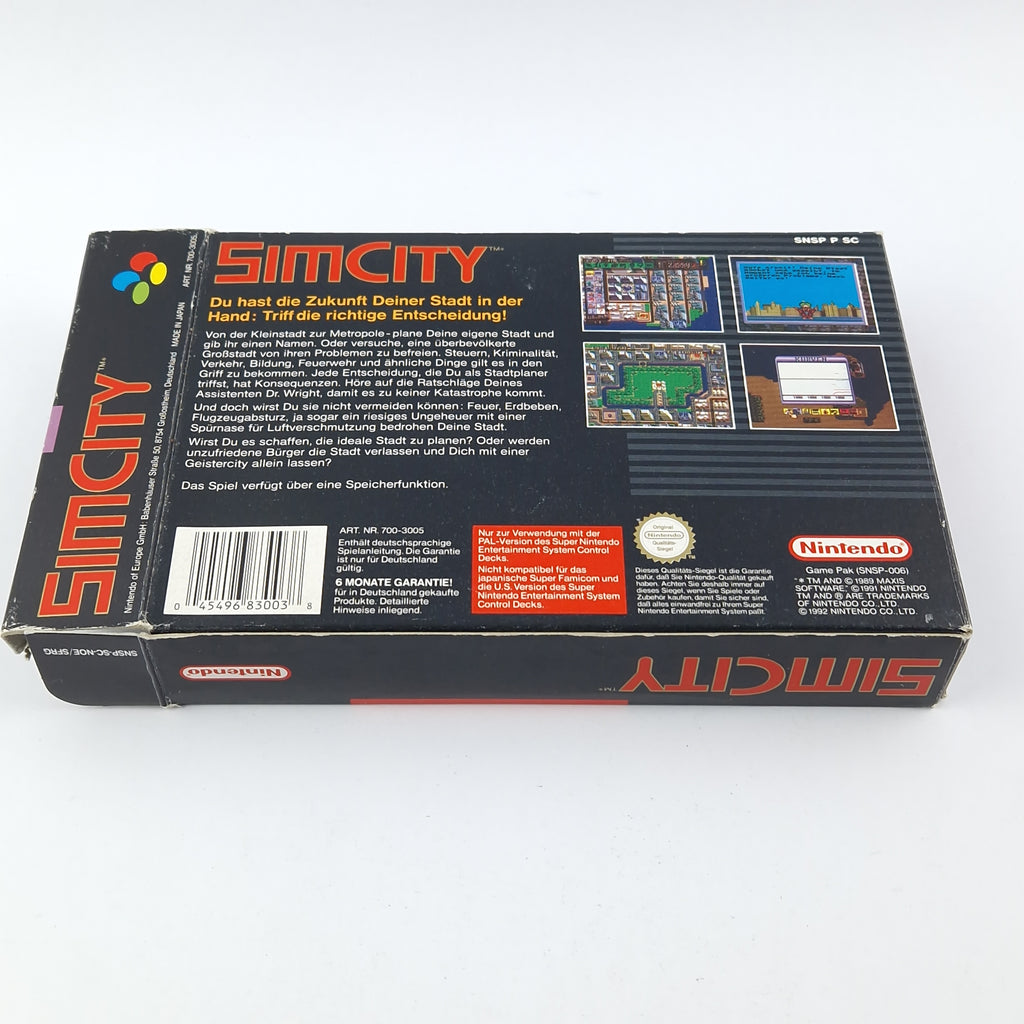 SIMCITY™*
Du hast die Zukunft Deiner Stadt in der
Hand: Triff die richtige Entscheidung!
Von der Kleinstadt zur Metropole - plane Deine eigene Stadt und
gib ihr einen Namen. Oder versuche, eine überbevölkerte
Großstadt von ihren Problemen zu befreien. Steuern, Kriminalität,
Verkehr, Bildung, Feuerwehr und ähnliche Dinge gilt es in den
Griff zu bekommen. Jede Entscheidung, die Du als Stadtplaner
triffst, hat Konsequenzen. Höre auf die Ratschläge Deines
Assistenten Dr. Wright, damit es zu keiner Katastrophe kommt.
Und doch wirst Du sie nicht vermeiden können: Feuer, Erdbeben,
Flugzeugabsturz, ja sogar ein riesiges Ungeheuer mit einer
Spürnase für Luftverschmutzung bedrohen Deine Stadt.
Wirst Du es schaffen, die ideale Stadt zu planen? Oder werden
unzufriedene Bürger die Stadt verlassen und Dich mit einer
Geistercity allein lassen?
Das Spiel verfügt über eine Speicherfunktion.
SNSP P SC
0 45496 83003 8
ART. NR. 700-3005
Enthält deutschsprachige
Spielanleitung. Die Garantie
ist nur für Deutschland
gültig.
6 MONATE GARANTIE!
für in Deutschland gekaufte
Produkte. Detaillierte
Hinweise inliegend.
Nur zur Verwendung mit der
PAL-Version des Super Nintendo
Entertainment System Control
Decks.
Nicht kompatibel für das
japanische Super Famicom und
die U.S. Version des Super
Nintendo Entertainment System
Control Decks.
Original
Nintendo
Qualitäts-
Siegel
Dieses Qualitäts-Siegel ist die Garantie
dafür, daß Sie Nintendo-Qualität gekauft
haben. Achten Sie deshalb immer auf
dieses Siegel, wenn Sie Spiele oder
Zubehör kaufen, damit Sie sicher sind,
daß alles einwandfrei zu Ihrem Super
Nintendo Entertainment System paßt.
Nintendo®
Game Pak (SNSP-006)
™* TM AND © 1989 MAXIS
SOFTWARE © 1991 NINTENDO
TM AND ® ARE TRADEMARKS
OF NINTENDO CO., LTD.
© 1992 NINTENDO CO., LTD.
SIMCITY™*
Nintendo of Europe GmbH: Babenhäuser Straße 50, 8754 Großostheim, Deutschland MADE IN JAPAN ART. NR. 700-3005
SNSP-SC-NOE/SFRG
Nintendo®
SIMCITY™*